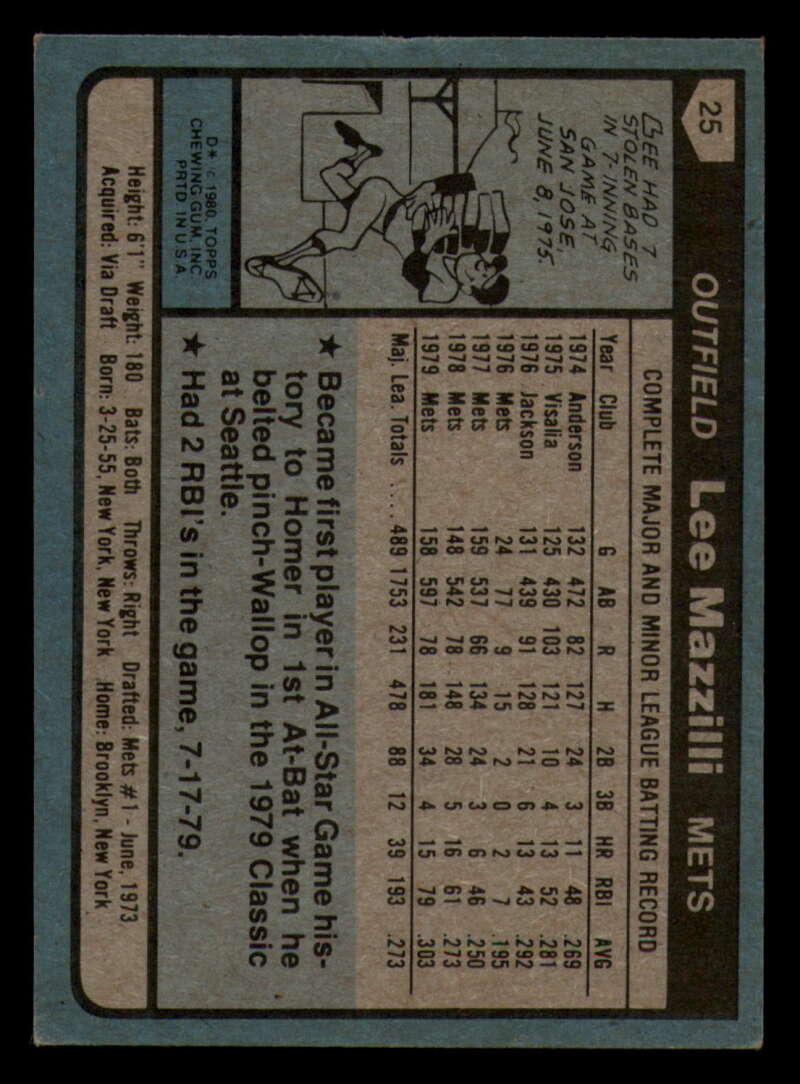 25
OUTFIELD Lee Mazzilli METS
COMPLETE MAJOR AND MINOR LEAGUE BATTING RECORD
Year Club G AB R H 2B 3B HR RBI AVG
1974 Anderson 132 472 82 127 24 3 11 48 .269
1975 Visalia 125 430 103 121 10 4 13 52 .281
1976 Jackson 131 439 91 128 21 6 13 43 .292
1976 Mets 24 77 9 15 2 0 2 7 .195
1977 Mets 159 537 66 134 24 3 6 46 .250
1978 Mets 148 542 78 148 28 5 16 61 .273
1979 Mets 158 597 78 181 34 4 15 79 .303
Maj. Lea. Totals .... 489 1753 231 478 88 12 39 193 .273
LEE HAD 7
STOLEN BASES
IN 7-INNING
GAME AT
SAN JOSE,
JUNE 8, 1975.
D* © 1980, TOPPS
CHEWING GUM, INC.
PRTD IN U S A
★ Became first player in All-Star Game his-
tory to Homer in 1st At-Bat when he
belted pinch-Wallop in the 1979 Classic
at Seattle.
★ Had 2 RBI's in the game, 7-17-79.
Height: 6'1" Weight: 180 Bats: Both Throws: Right Drafted: Mets #1 - June, 1973
Acquired: Via Draft Born: 3-25-55, New York, New York Home: Brooklyn, New York